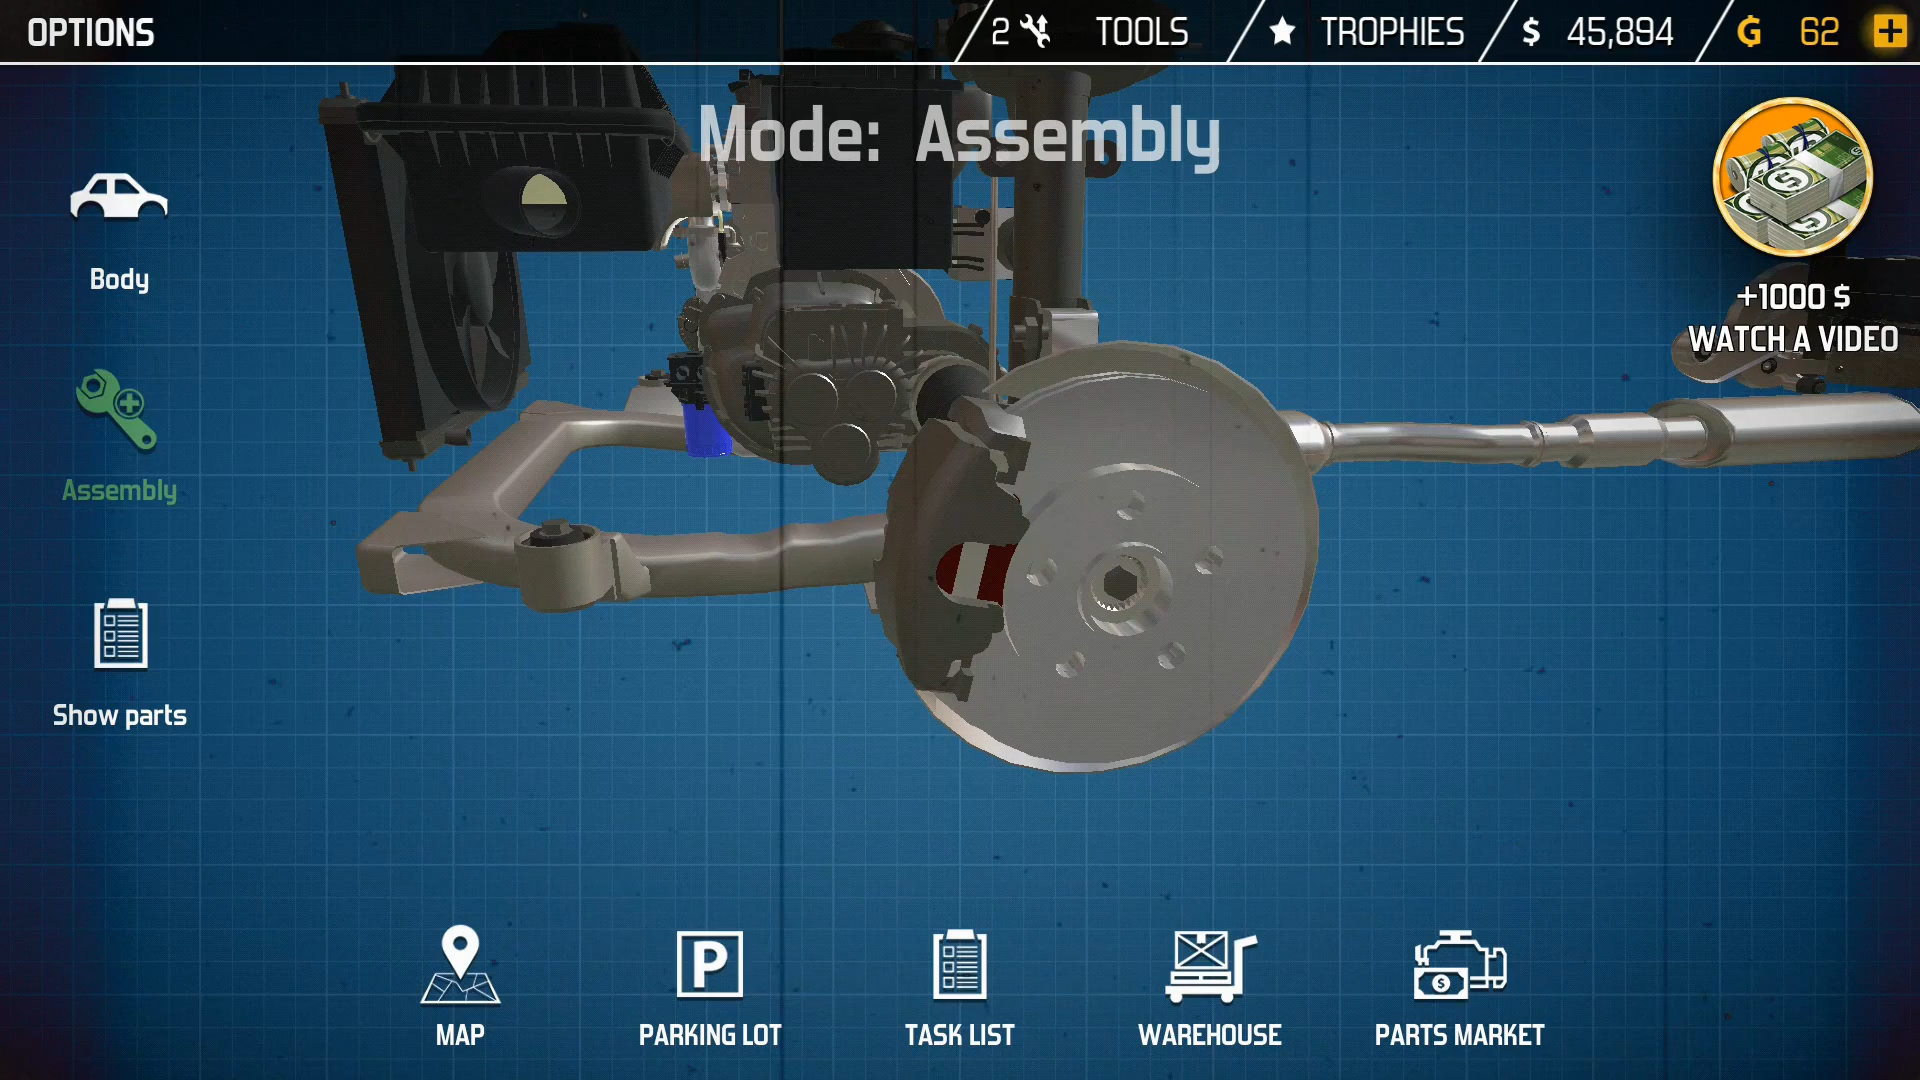 OPTIONS
2
TOOLS
TROPHIES
$ 45,894
G 62
Mode: Assembly
Body
Assembly
Show parts
+1000 $
WATCH A VIDEO
MAP
P
PARKING LOT
TASK LIST
WAREHOUSE
$
PARTS MARKET